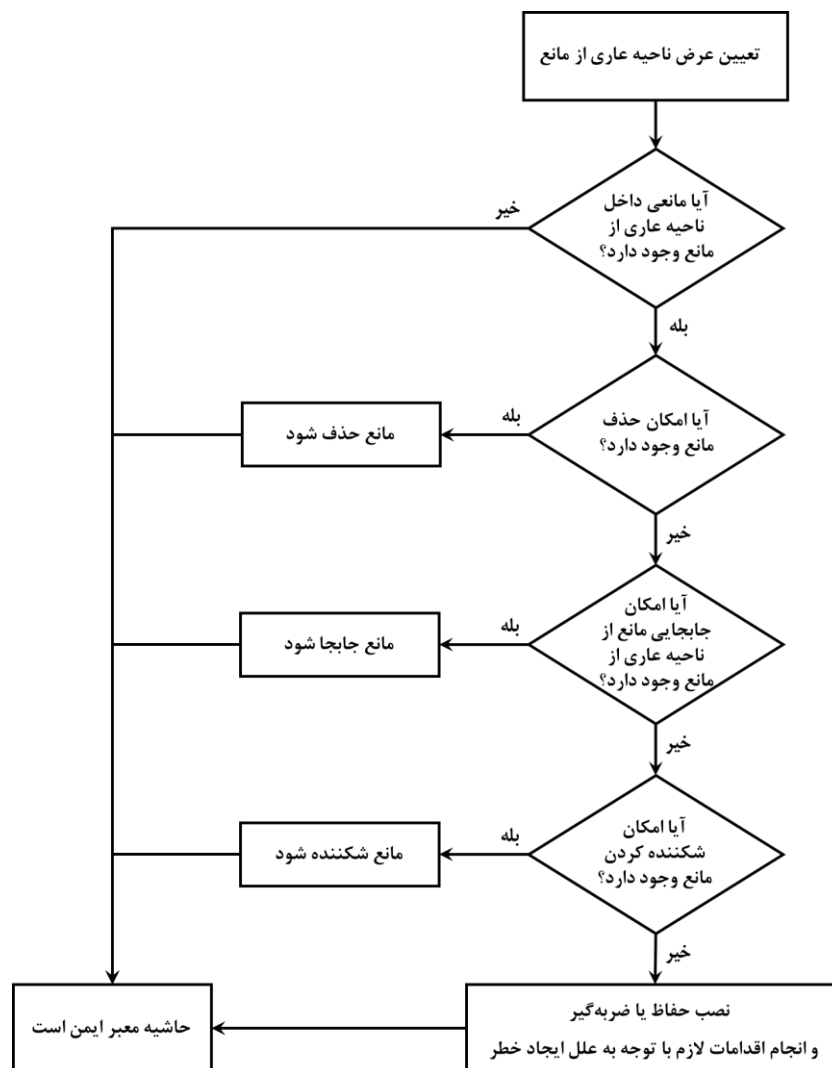 تعیین عرض ناحیه عاری از مانع
آیا مانعی داخل
ناحیه عاری از
مانع وجود دارد؟
خیر
بله
آیا امکان حذف
مانع وجود دارد؟
بله
مانع حذف شود
خیر
آیا امکان
جابجایی مانع از
ناحیه عاری از
مانع وجود دارد؟
بله
مانع جابجا شود
خیر
آیا امکان
شکننده کردن
مانع وجود دارد؟
بله
مانع شکننده شود
خیر
نصب حفاظ یا ضربه‌گیر
و انجام اقدامات لازم با توجه به علل ایجاد خطر
حاشیه معبر ایمن است